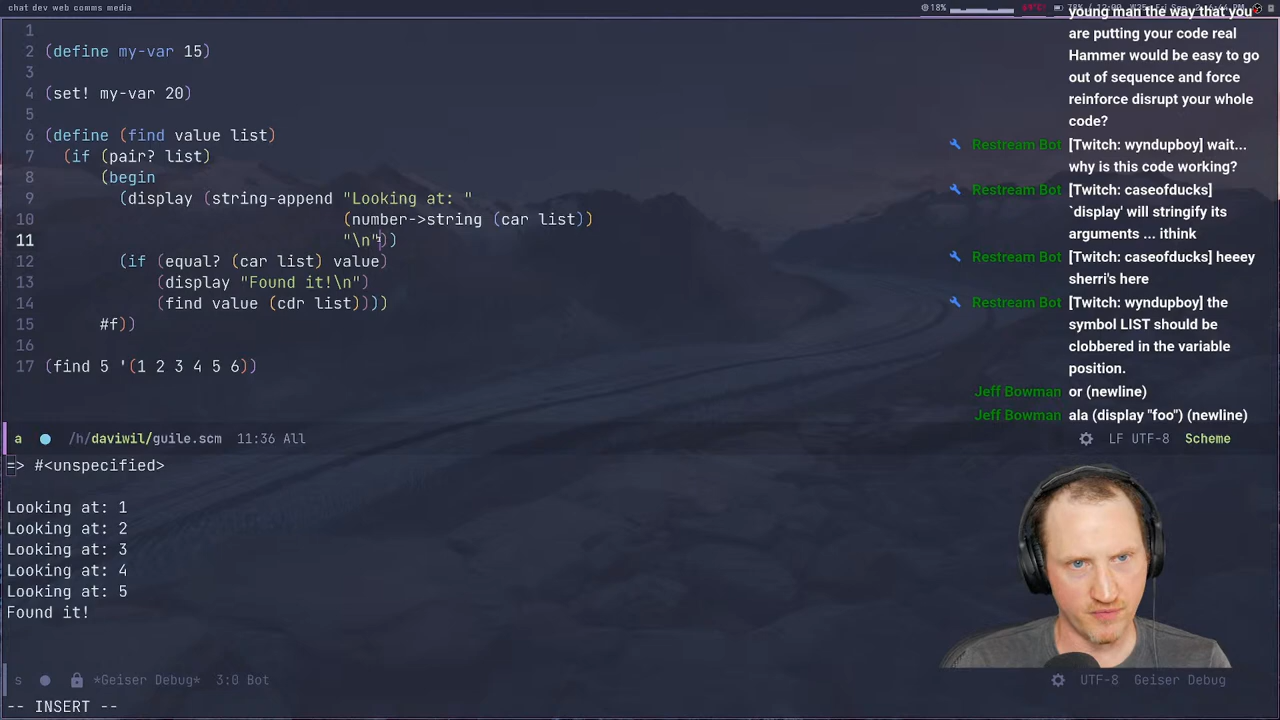 chat dev web comms media
18%
1
2 (define my-var 15)
3
4 (set! my-var 20)
5
6 (define (find value list)
7 (if (pair? list)
8 (begin
9 (display (string-append "Looking at: "
10 (number->string (car list))
11 "\n"))
12 (if (equal? (car list) value)
13 (display "Found it!\n")
14 (find value (cdr list))))
15 #f))
16
17 (find 5 '(1 2 3 4 5 6))
a /h/daviwil/guile.scm 11:36 All LF UTF-8 Scheme
=> #<unspecified>
Looking at: 1
Looking at: 2
Looking at: 3
Looking at: 4
Looking at: 5
Found it!
s *Geiser Debug* 3:0 Bot UTF-8 Geiser Debug
-- INSERT --
young man the way that you
are putting your code real
Hammer would be easy to go
out of sequence and force
reinforce disrupt your whole
code?
Restream Bot [Twitch: wyndupboy] wait...
why is this code working?
Restream Bot [Twitch: caseofducks]
`display' will stringify its
arguments ... ithink
Restream Bot [Twitch: caseofducks] heeey
sherri's here
Restream Bot [Twitch: wyndupboy] the
symbol LIST should be
clobbered in the variable
position.
Jeff Bowman or (newline)
Jeff Bowman ala (display "foo") (newline)